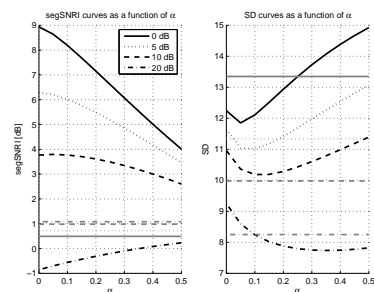 segSNRI curves as a function of α
segSNRI [dB]
9
8
7
6
5
4
3
2
1
0
−1
0 0.1 0.2 0.3 0.4 0.5
α
0 dB
5 dB
10 dB
20 dB
SD curves as a function of α
SD
15
14
13
12
11
10
9
8
7
0 0.1 0.2 0.3 0.4 0.5
α